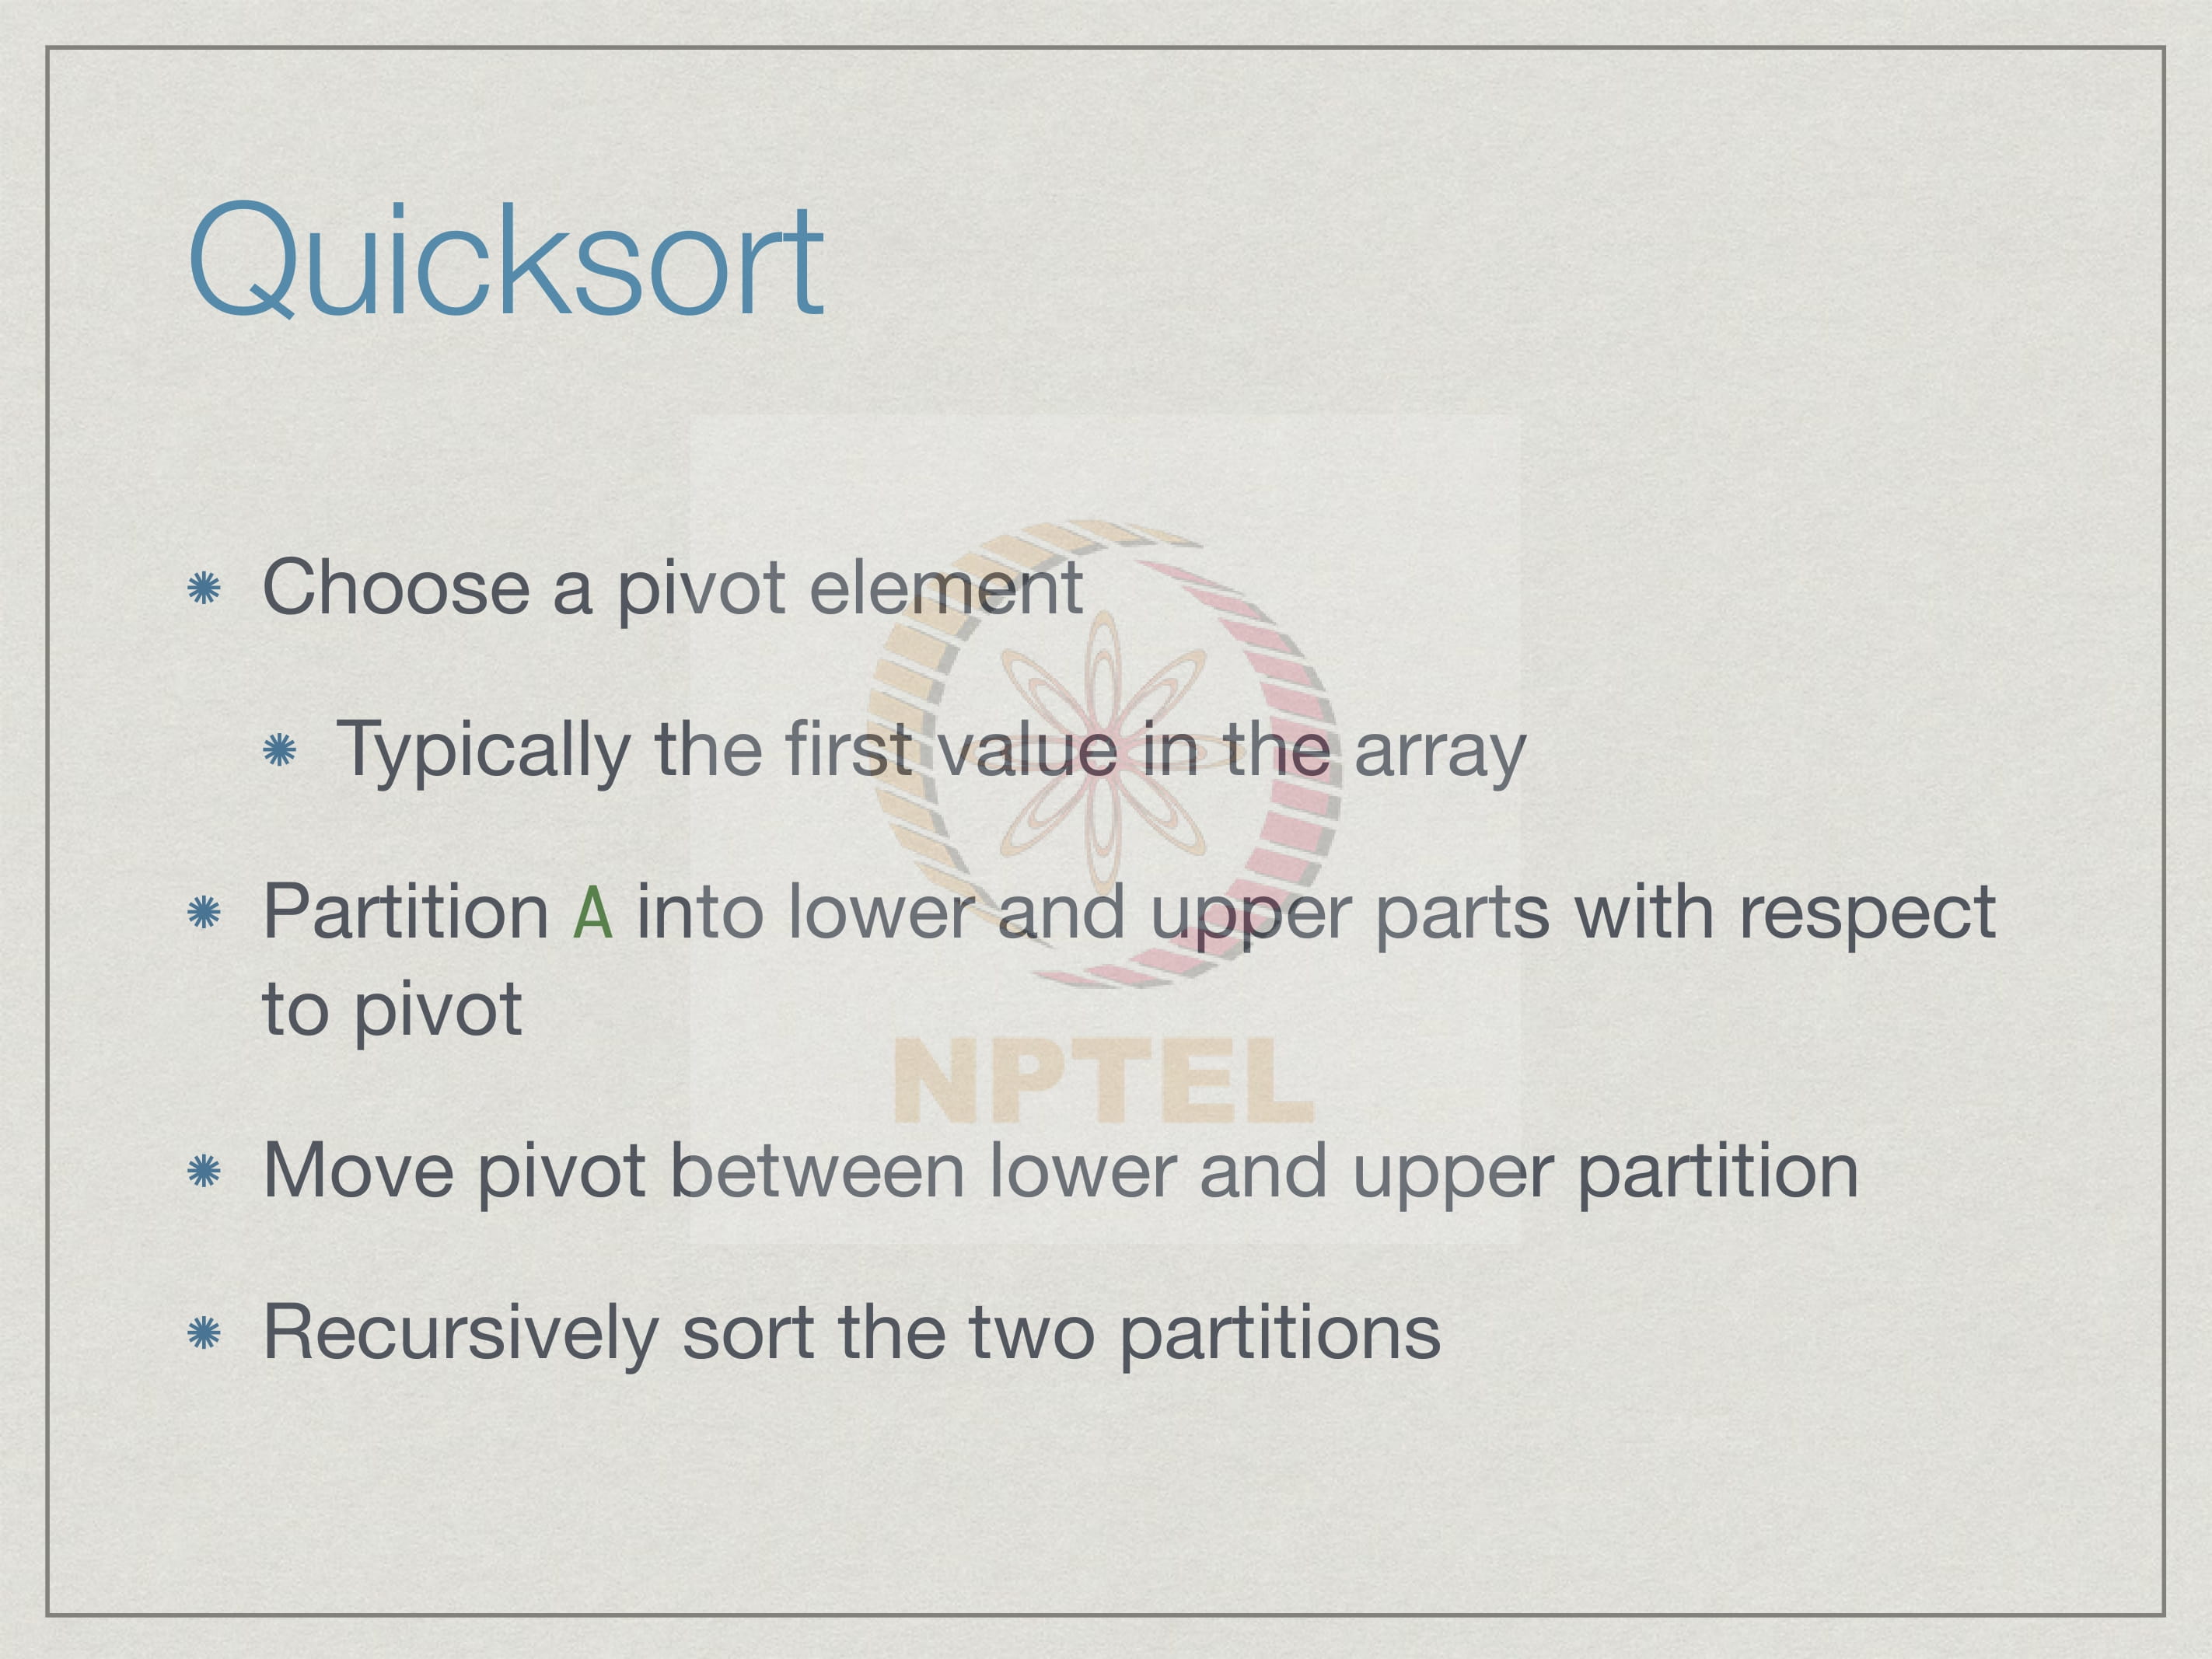 Quicksort
Choose a pivot element
Typically the first value in the array
Partition A into lower and upper parts with respect
to pivot
NPTEL
Move pivot between lower and upper partition
Recursively sort the two partitions